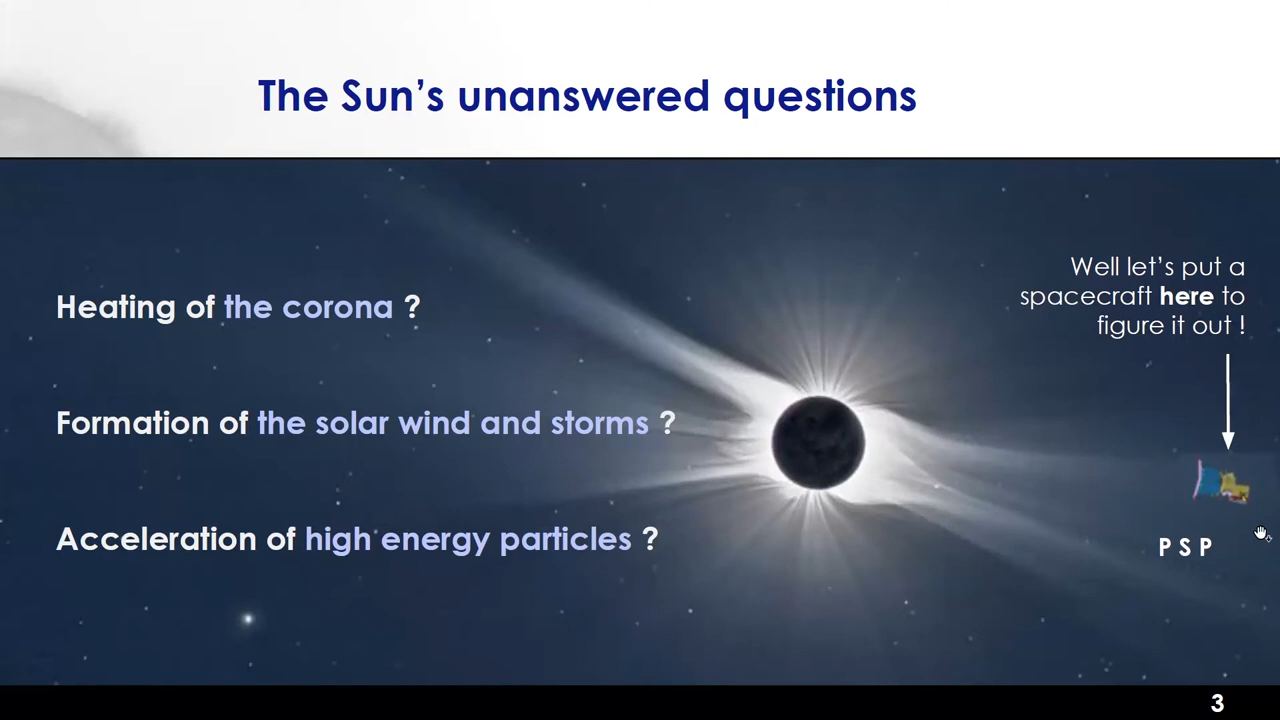 The Sun’s unanswered questions
Heating of the corona ?
Formation of the solar wind and storms ?
Acceleration of high energy particles ?
Well let’s put a
spacecraft here to
figure it out !
P S P
3